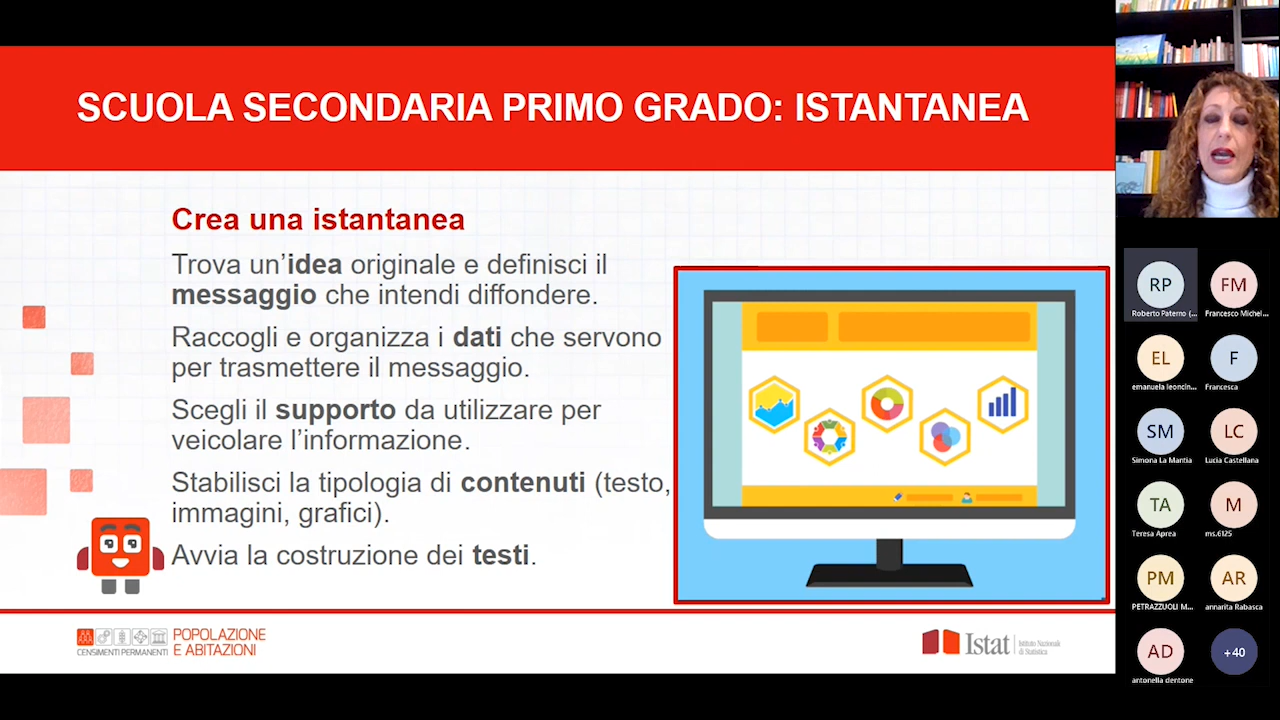 SCUOLA SECONDARIA PRIMO GRADO: ISTANTANEA
Crea una istantanea
Trova un’idea originale e definisci il
messaggio che intendi diffondere.
Raccogli e organizza i dati che servono
per trasmettere il messaggio.
Scegli il supporto da utilizzare per
veicolare l’informazione.
Stabilisci la tipologia di contenuti (testo,
immagini, grafici).
Avvia la costruzione dei testi.
CENSIMENTI PERMANENTI
POPOLAZIONE
E ABITAZIONI
Istat
Istituto Nazionale
di Statistica
RP
FM
Roberto Paterno (...
Francesco Michel...
EL
F
emanuela leoncin...
Francesca
SM
LC
Simona La Mantia
Lucia Castellana
TA
M
Teresa Aprea
ms.6125
PM
AR
PETRAZZUOLI M...
annarita Rabasca
AD
+40
antonella dentone